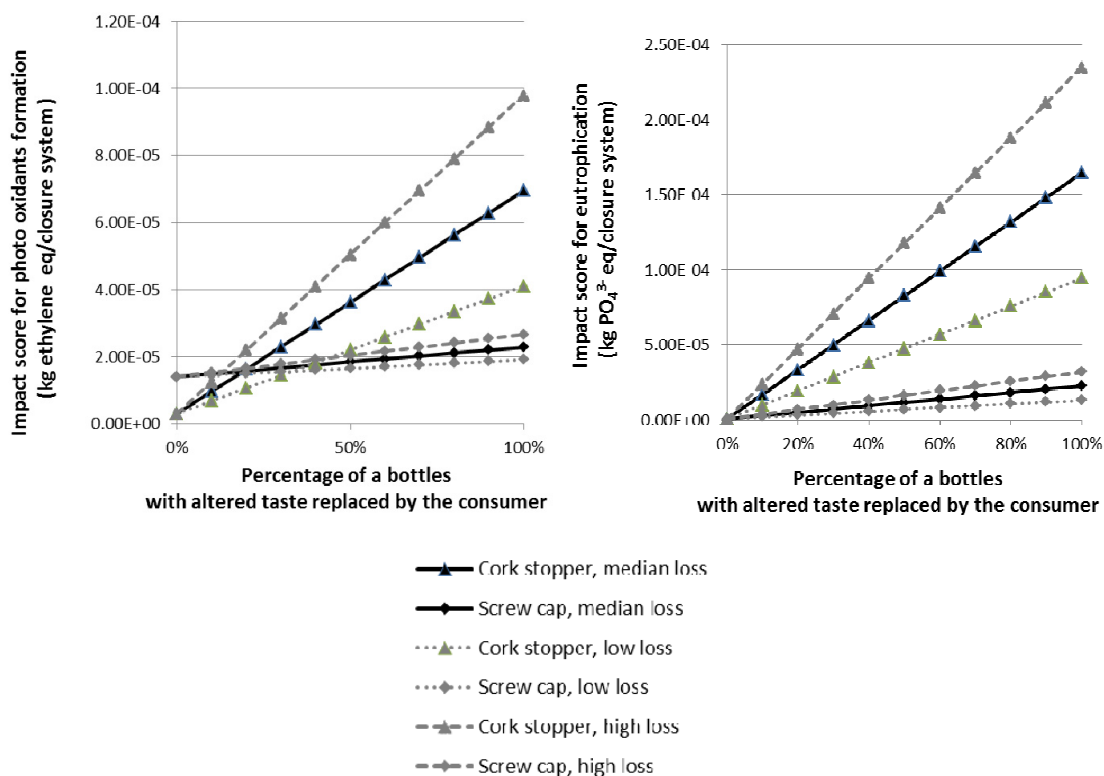 Impact score for photo oxidants formation
(kg ethylene eq/closure system)
1.20E-04
1.00E-04
8.00E-05
6.00E-05
4.00E-05
2.00E-05
0.00E+00
0%
50%
100%
Percentage of a bottles
with altered taste replaced by the consumer
Impact score for eutrophication
(kg PO₄³⁻ eq/closure system)
2.50E-04
2.00E-04
1.50E-04
1.00E-04
5.00E-05
0.00E+00
0%
20%
40%
60%
80%
100%
Percentage of a bottles
with altered taste replaced by the consumer
Cork stopper, median loss
Screw cap, median loss
Cork stopper, low loss
Screw cap, low loss
Cork stopper, high loss
Screw cap, high loss